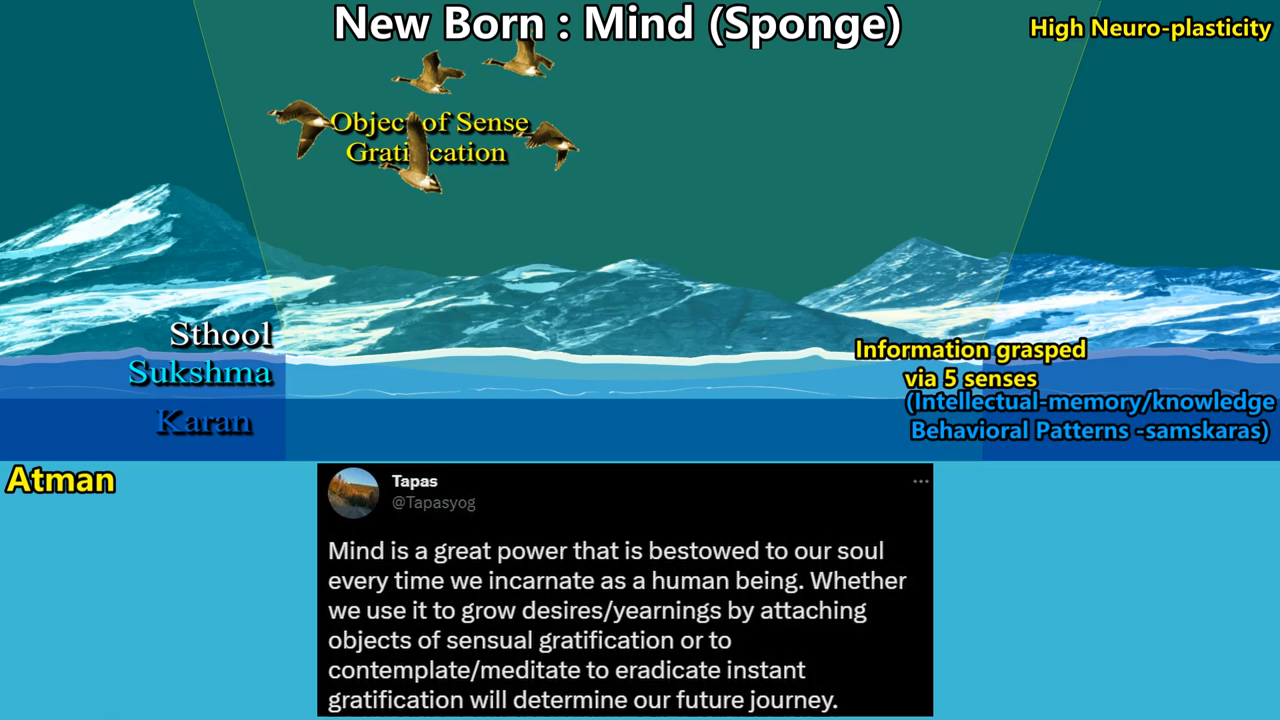 New Born : Mind (Sponge)
High Neuro-plasticity
Object of Sense
Gratification
Sthool
Sukshma
Karan
Information grasped
via 5 senses
(Intellectual-memory/knowledge
Behavioral Patterns -samskaras)
Atman
Tapas
@Tapasyog
Mind is a great power that is bestowed to our soul
every time we incarnate as a human being. Whether
we use it to grow desires/yearnings by attaching
objects of sensual gratification or to
contemplate/meditate to eradicate instant
gratification will determine our future journey.